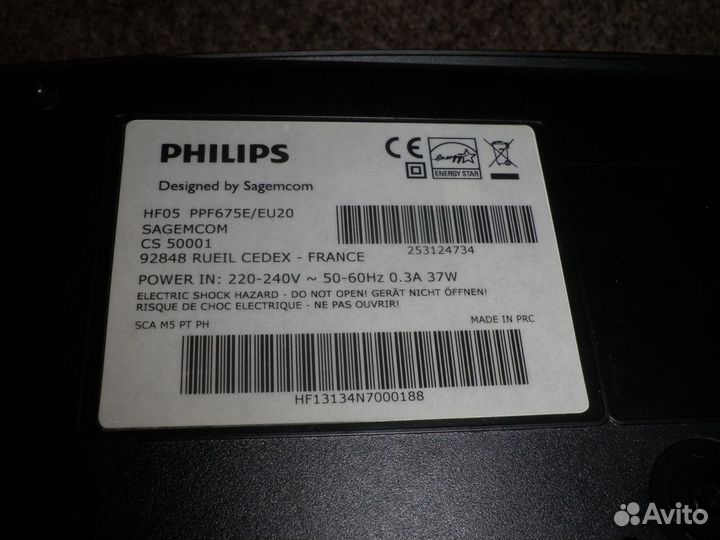 PHILIPS
Designed by Sagemcom
CE
energy
ENERGY STAR
HF05 PPF675E/EU20
SAGEMCOM
CS 50001
92848 RUEIL CEDEX - FRANCE
253124734
POWER IN: 220-240V ~ 50-60Hz 0.3A 37W
ELECTRIC SHOCK HAZARD - DO NOT OPEN! GERÄT NICHT ÖFFNEN!
RISQUE DE CHOC ELECTRIQUE - NE PAS OUVRIR!
SCA M5 PT PH
MADE IN PRC
HF13134N7000188
Avito